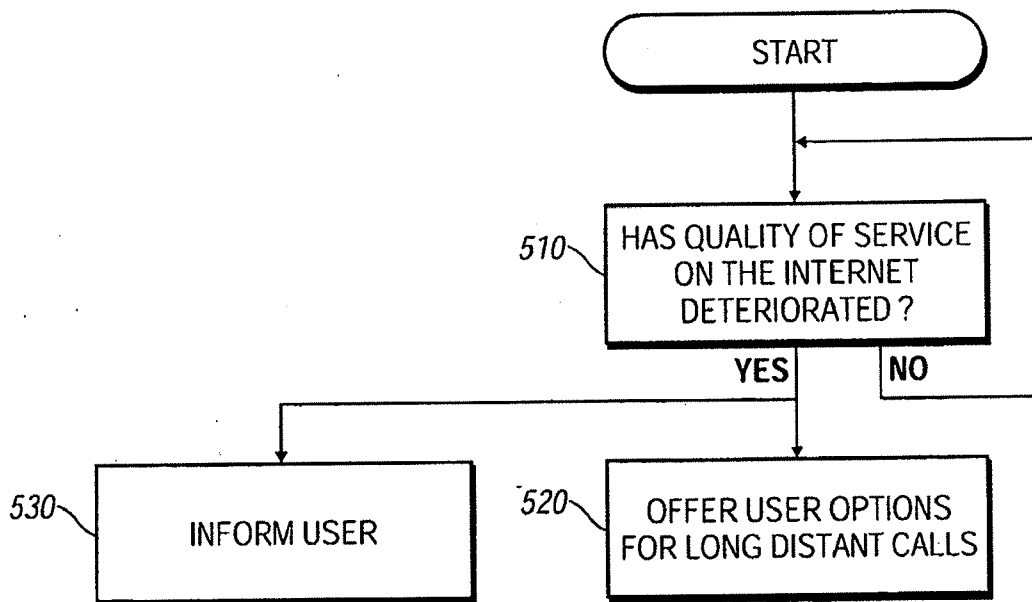 START
510
HAS QUALITY OF SERVICE
ON THE INTERNET
DETERIORATED ?
YES
NO
530
INFORM USER
520
OFFER USER OPTIONS
FOR LONG DISTANT CALLS